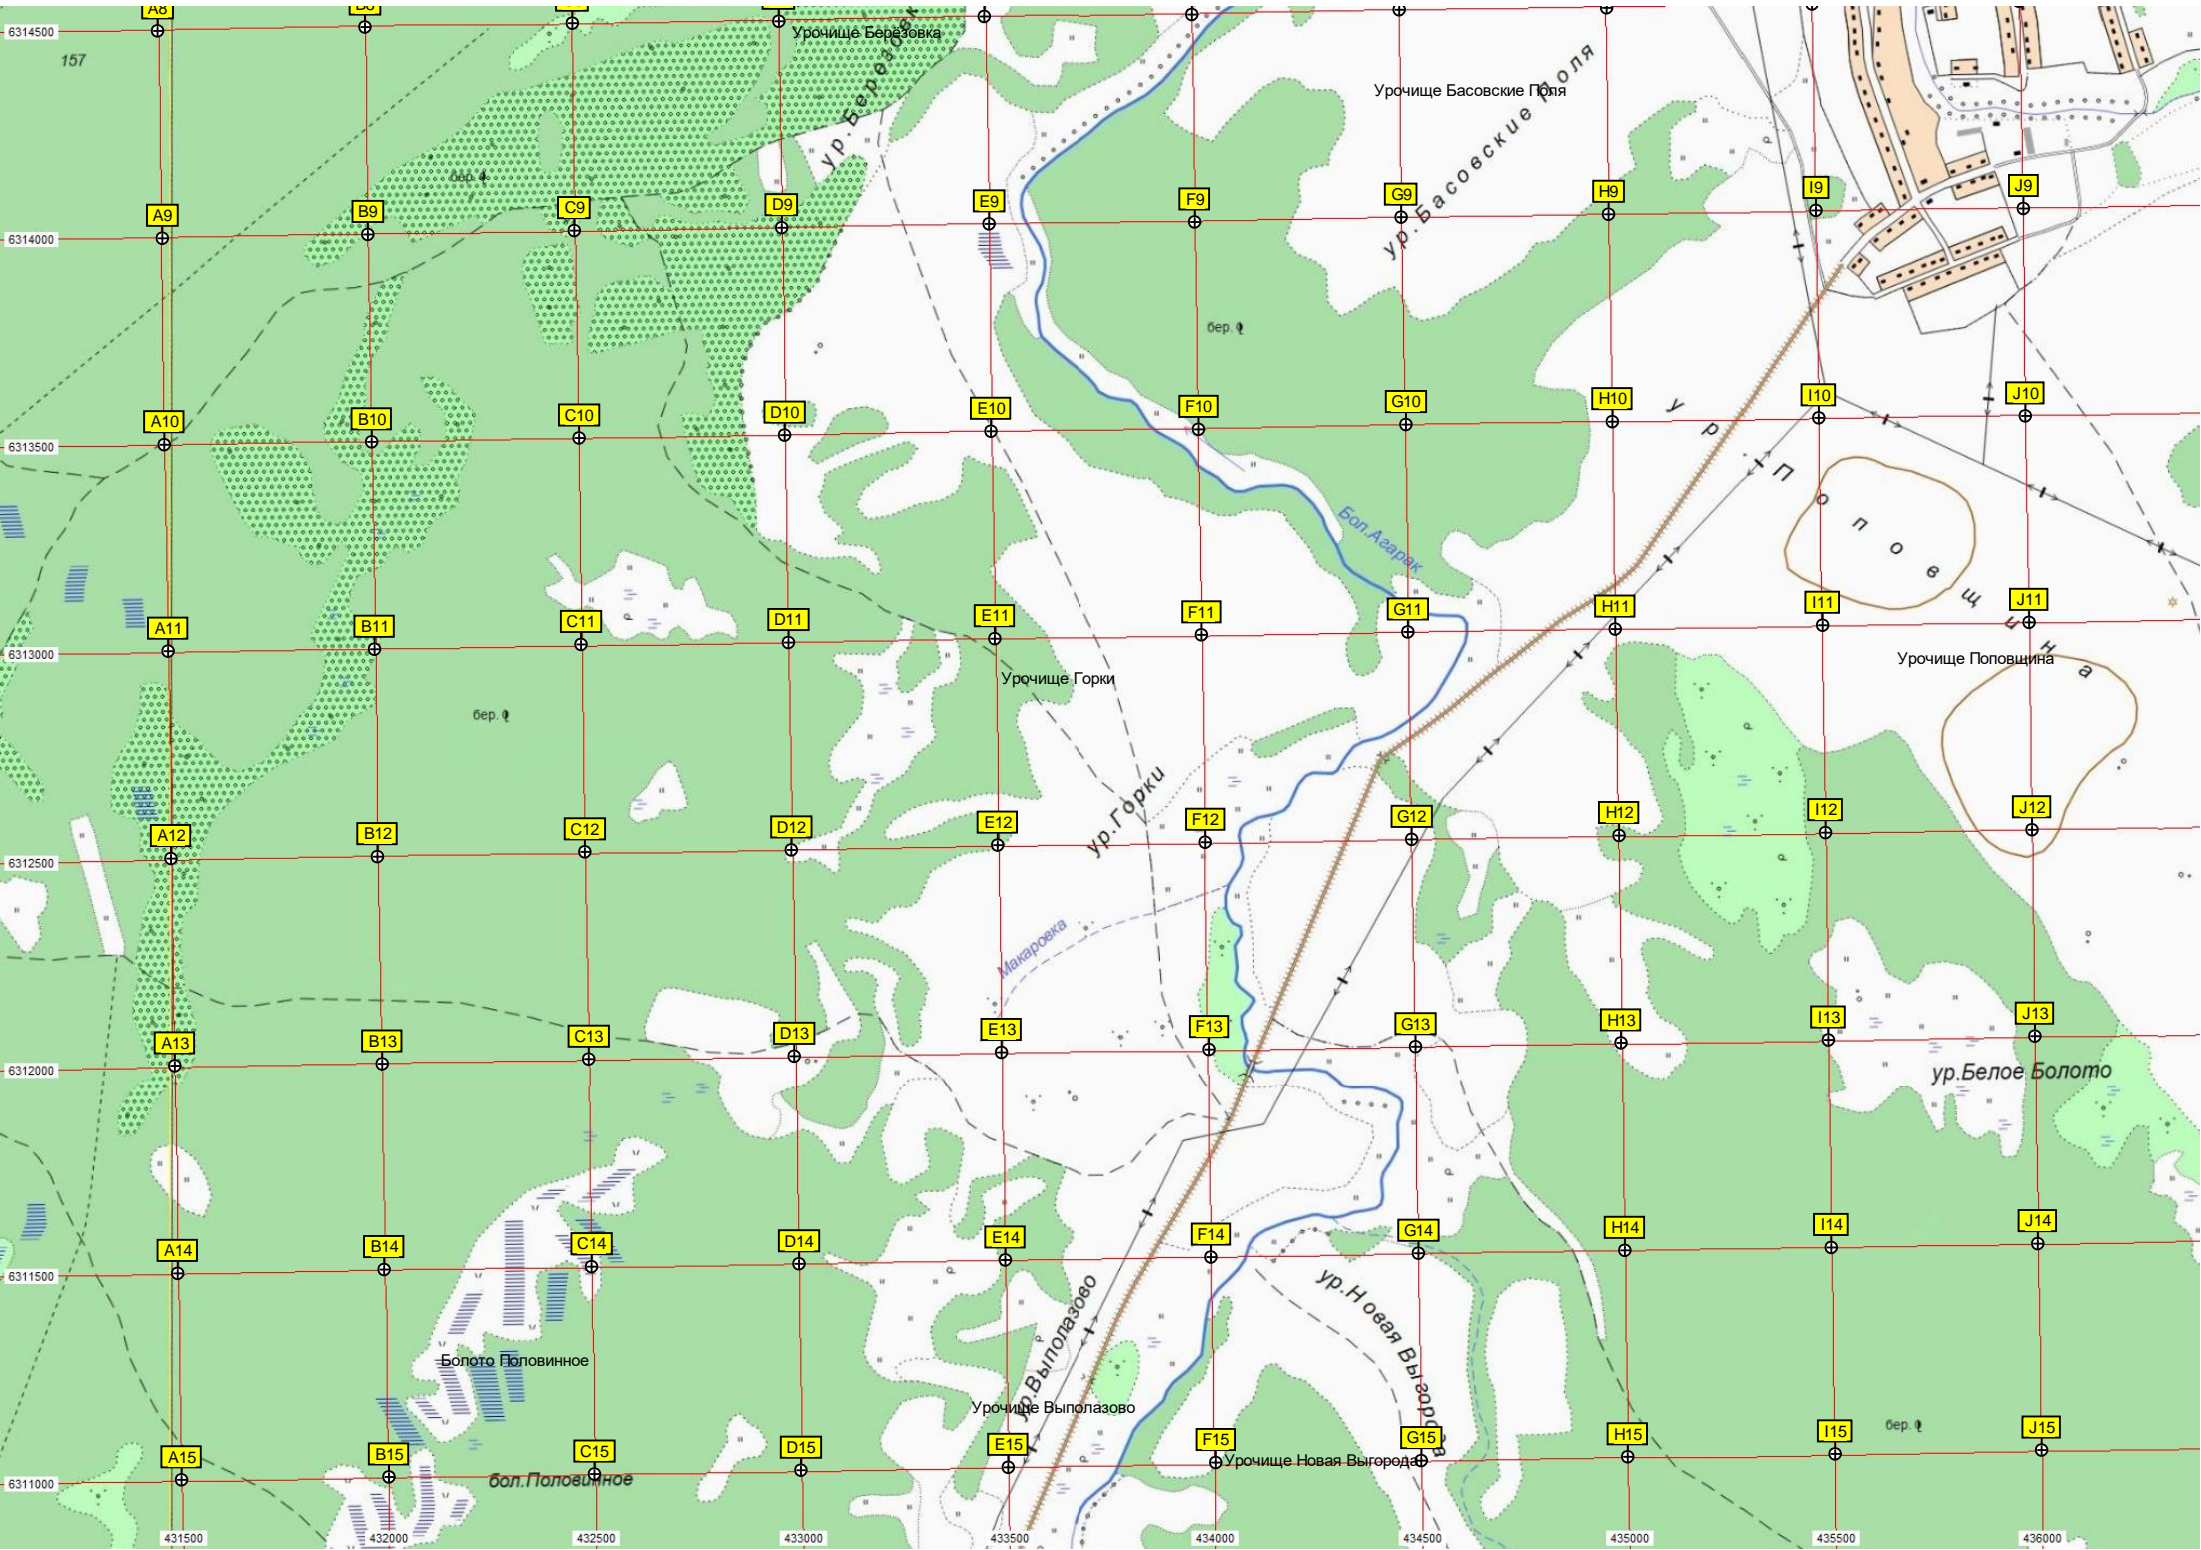 A8
B8
6314500
157
Урочище Березовка
ур.Березовк
Урочище Басовские Поля
ур.Басовские Поля
бер.
A9
B9
C9
D9
E9
F9
G9
H9
I9
J9
6314000
бер.
A10
B10
C10
D10
E10
F10
G10
H10
I10
J10
6313500
ур. Поповщина
Бол.Агарак
A11
B11
C11
D11
E11
F11
G11
H11
I11
J11
6313000
Урочище Горки
Урочище Поповщина
бер.
ур.Горки
A12
B12
C12
D12
E12
F12
G12
H12
I12
J12
6312500
Макаровка
A13
B13
C13
D13
E13
F13
G13
H13
I13
J13
6312000
ур.Белое Болото
A14
B14
C14
D14
E14
F14
G14
H14
I14
J14
6311500
ур.Выползово
ур.Новая Выгорода
Болото Половинное
Урочище Выполазово
бер.
A15
B15
C15
D15
E15
F15
G15
H15
I15
J15
Урочище Новая Выгорода
6311000
бол.Половинное
431500
432000
432500
433000
433500
434000
434500
435000
435500
436000